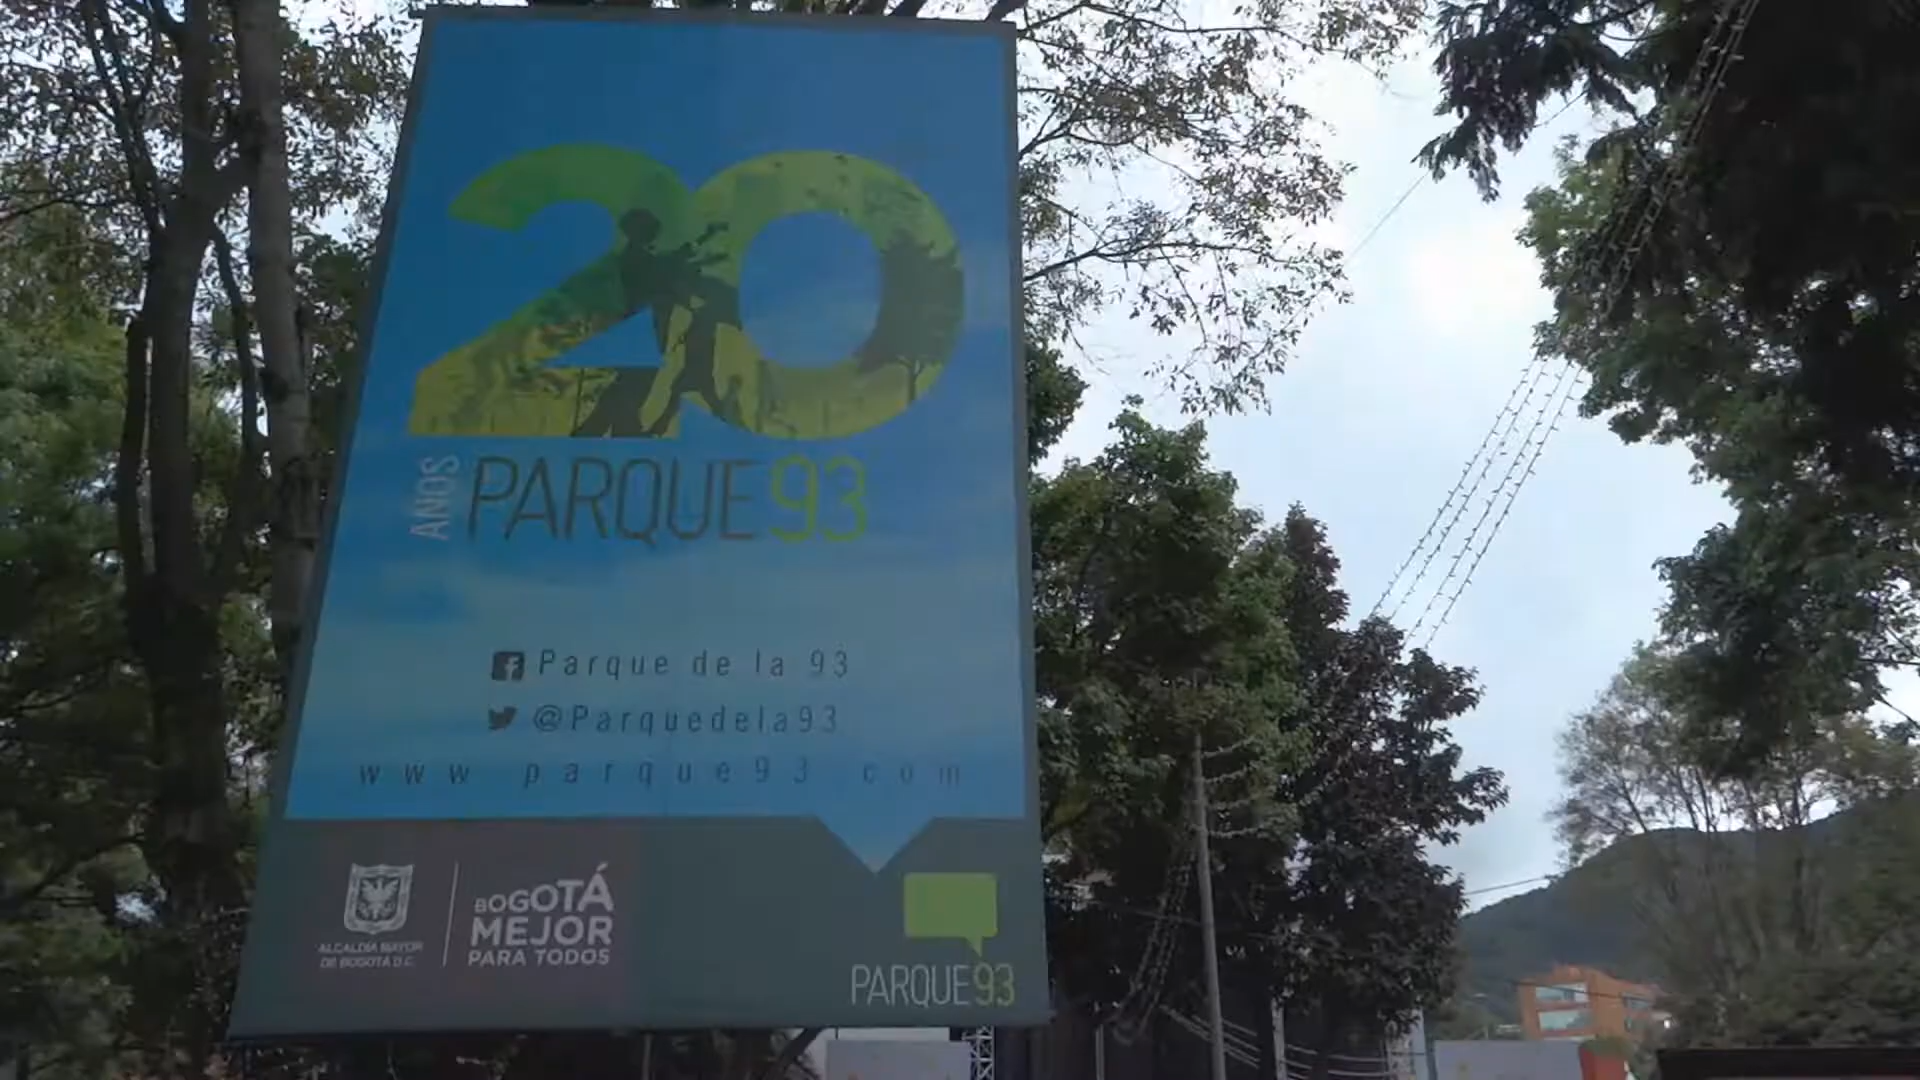 20
AÑOS PARQUE93
Parque de la 93
@Parquedela93
www.parque93.com
ALCALDÍA MAYOR
DE BOGOTÁ D.C.
BOGOTÁ
MEJOR
PARA TODOS
PARQUE93